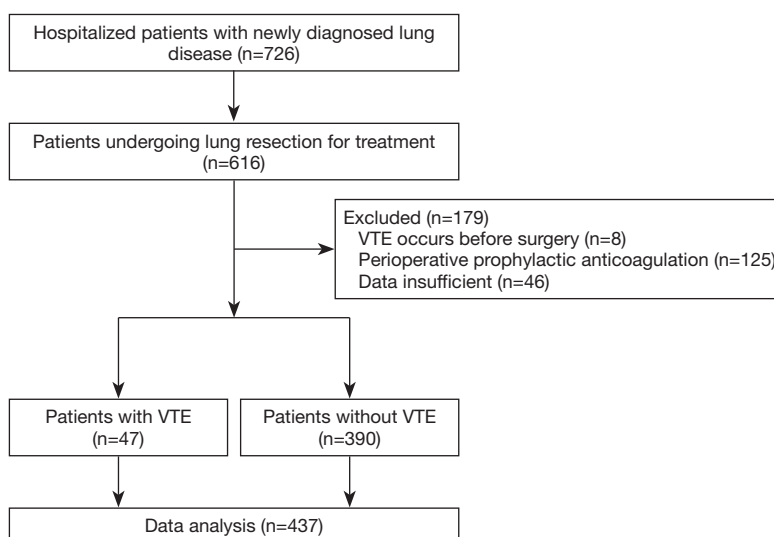 Hospitalized patients with newly diagnosed lung
disease (n=726)
Patients undergoing lung resection for treatment
(n=616)
Excluded (n=179)
VTE occurs before surgery (n=8)
Perioperative prophylactic anticoagulation (n=125)
Data insufficient (n=46)
Patients with VTE
(n=47)
Patients without VTE
(n=390)
Data analysis (n=437)